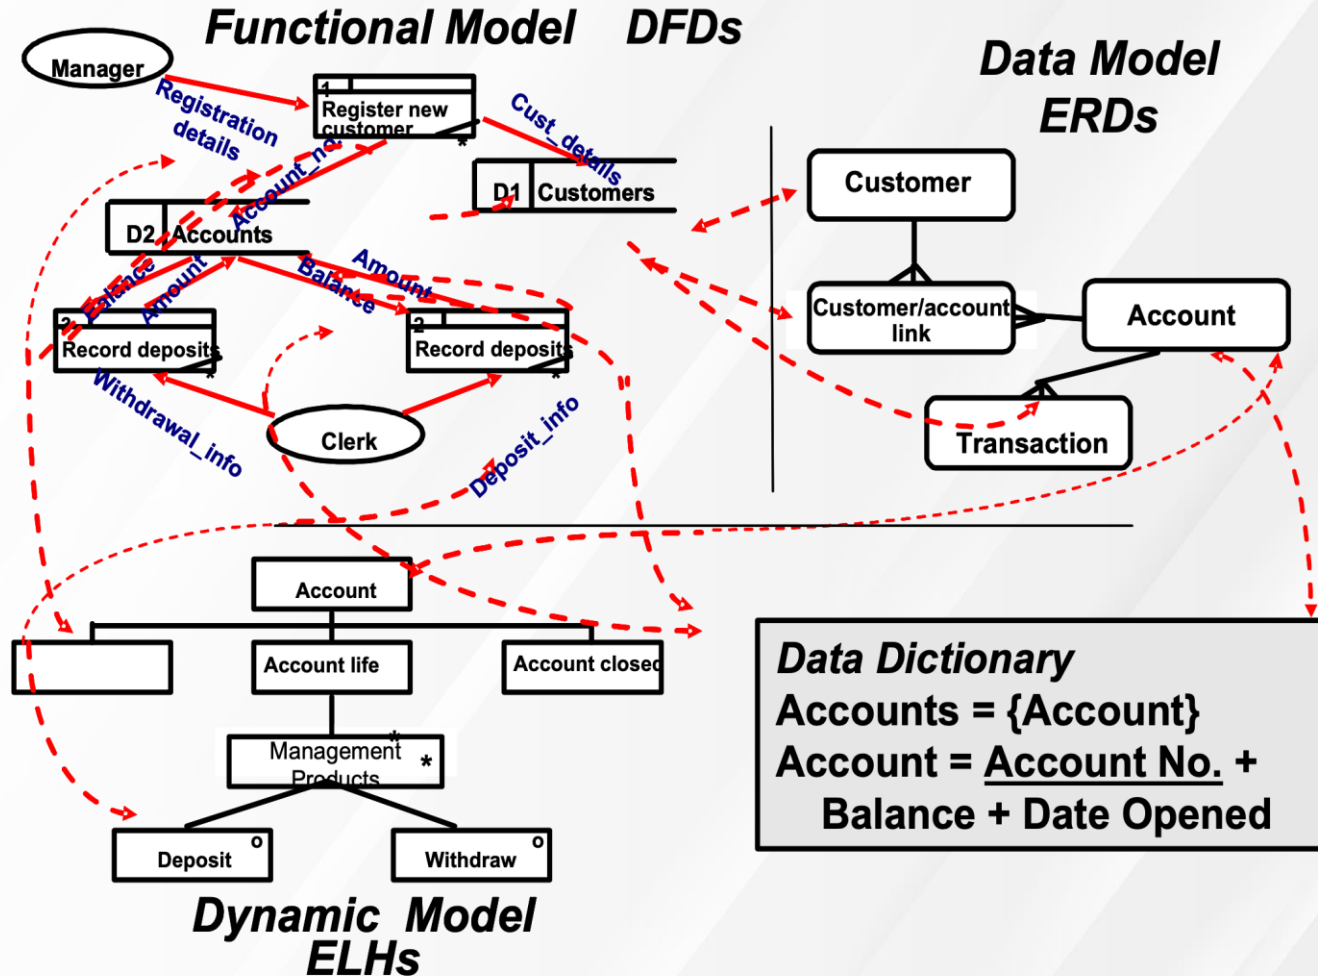 Functional Model DFDs
Manager
1
Register new
customer
*
Registration
details
Cust_details
Account_no.
D1 Customers
D2 Accounts
Balance
Amount
Balance
Amount
2
Record deposits
*
2
Record deposits
*
Withdrawal_info
Clerk
Deposit_info
Data Model
ERDs
Customer
Customer/account
link
Account
Transaction
Account
Account life
Account closed
Management
Products
*
*
Deposit
o
Withdraw
o
Dynamic Model
ELHs
Data Dictionary
Accounts = {Account}
Account = Account No. +
Balance + Date Opened